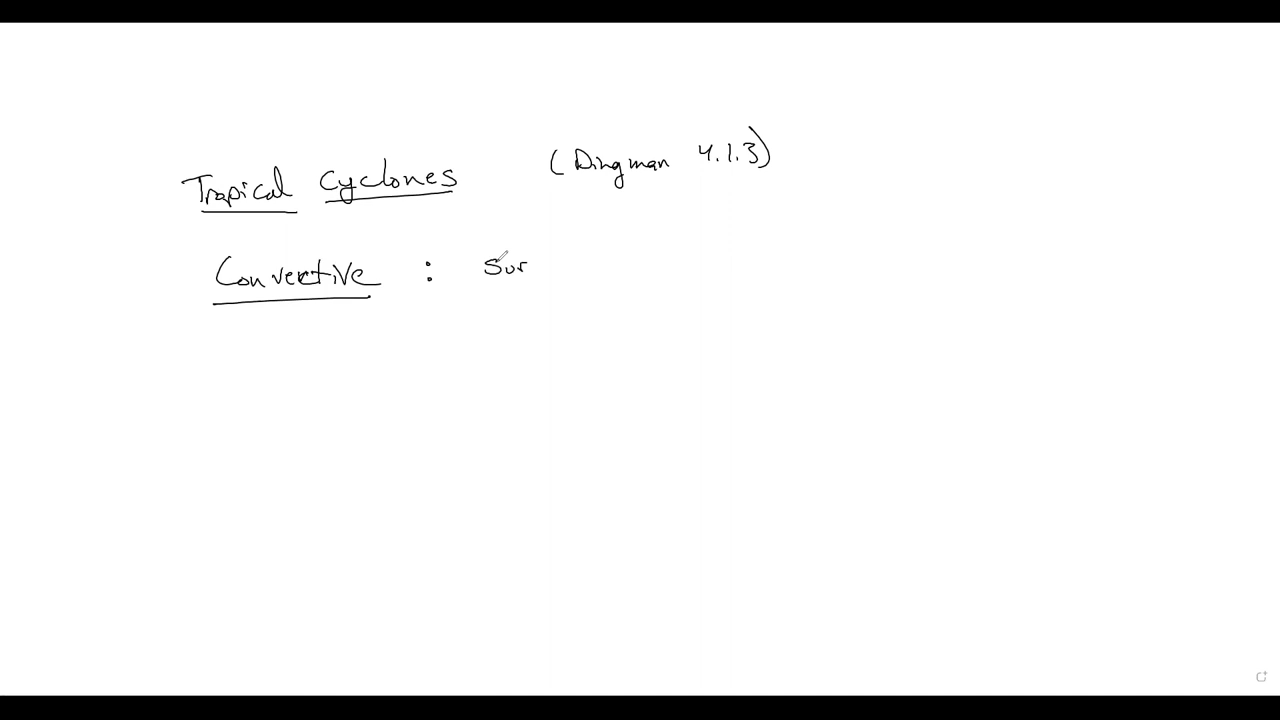 Tropical Cyclones (Dingman 4.1.3)
Convective : Sur